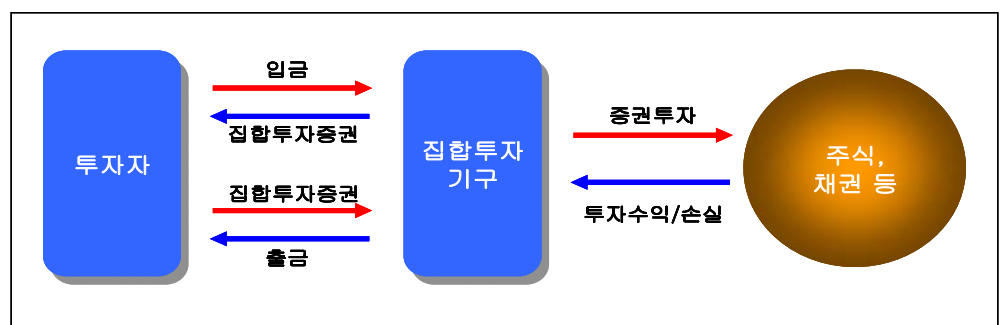 투자자
입금
집합투자증권
집합투자증권
출금
집합투자
기구
증권투자
투자수익/손실
주식,
채권 등